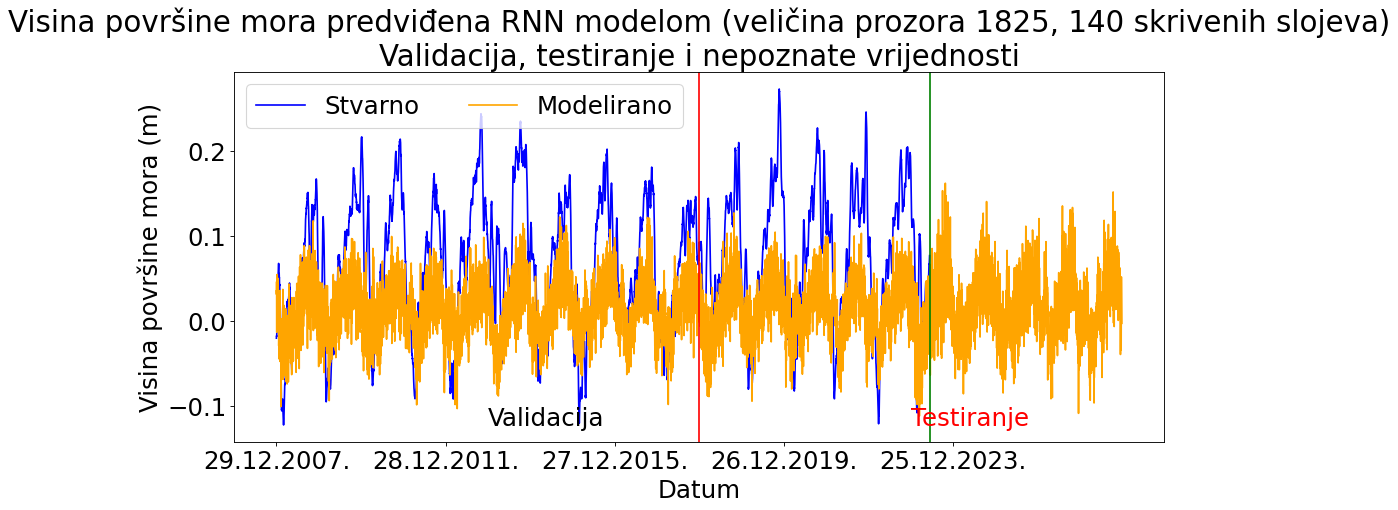 Visina površine mora predviđena RNN modelom (veličina prozora 1825, 140 skrivenih slojeva)
Validacija, testiranje i nepoznate vrijednosti
Stvarno
Modelirano
Visina površine mora (m)
0.2
0.1
0.0
−0.1
Validacija
Testiranje
29.12.2007.
28.12.2011.
27.12.2015.
26.12.2019.
25.12.2023.
Datum